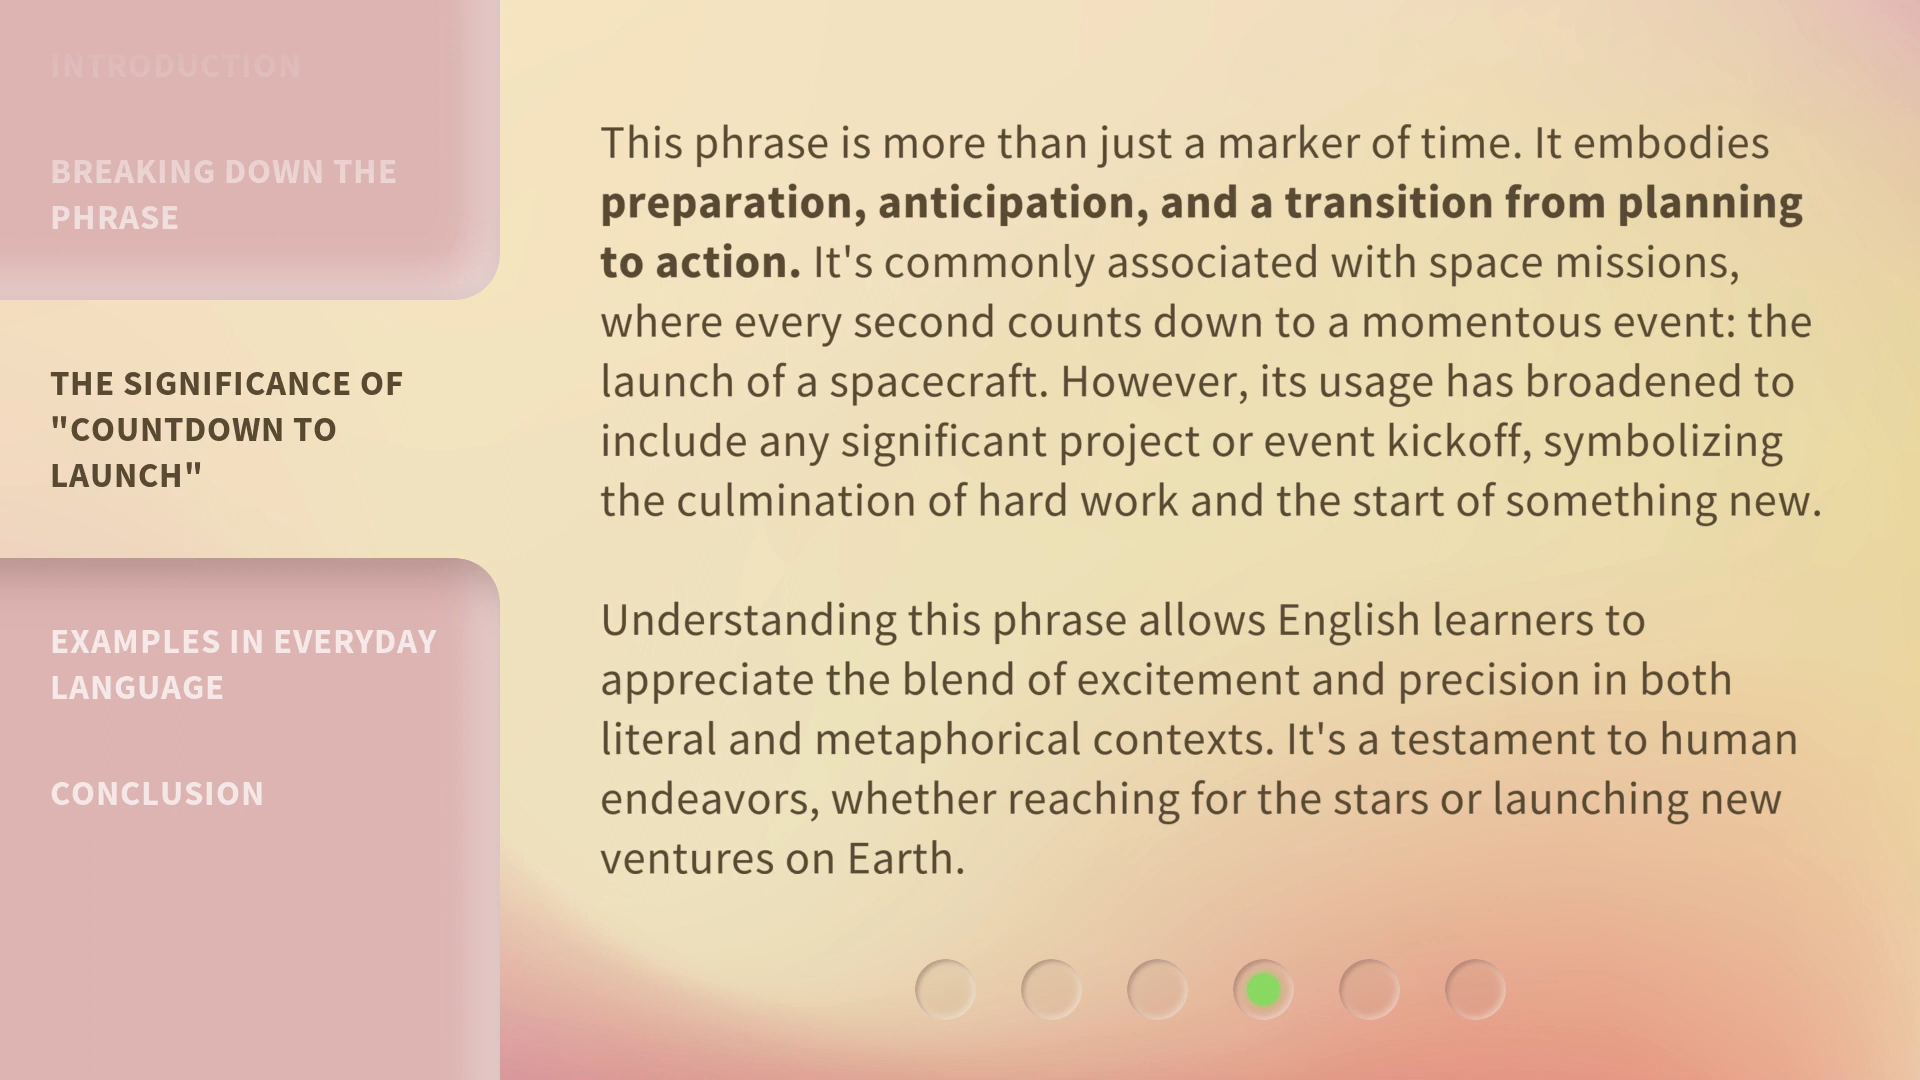 INTRODUCTION
BREAKING DOWN THE
PHRASE
THE SIGNIFICANCE OF
"COUNTDOWN TO
LAUNCH"
EXAMPLES IN EVERYDAY
LANGUAGE
CONCLUSION
This phrase is more than just a marker of time. It embodies
preparation, anticipation, and a transition from planning
to action. It's commonly associated with space missions,
where every second counts down to a momentous event: the
launch of a spacecraft. However, its usage has broadened to
include any significant project or event kickoff, symbolizing
the culmination of hard work and the start of something new.
Understanding this phrase allows English learners to
appreciate the blend of excitement and precision in both
literal and metaphorical contexts. It's a testament to human
endeavors, whether reaching for the stars or launching new
ventures on Earth.